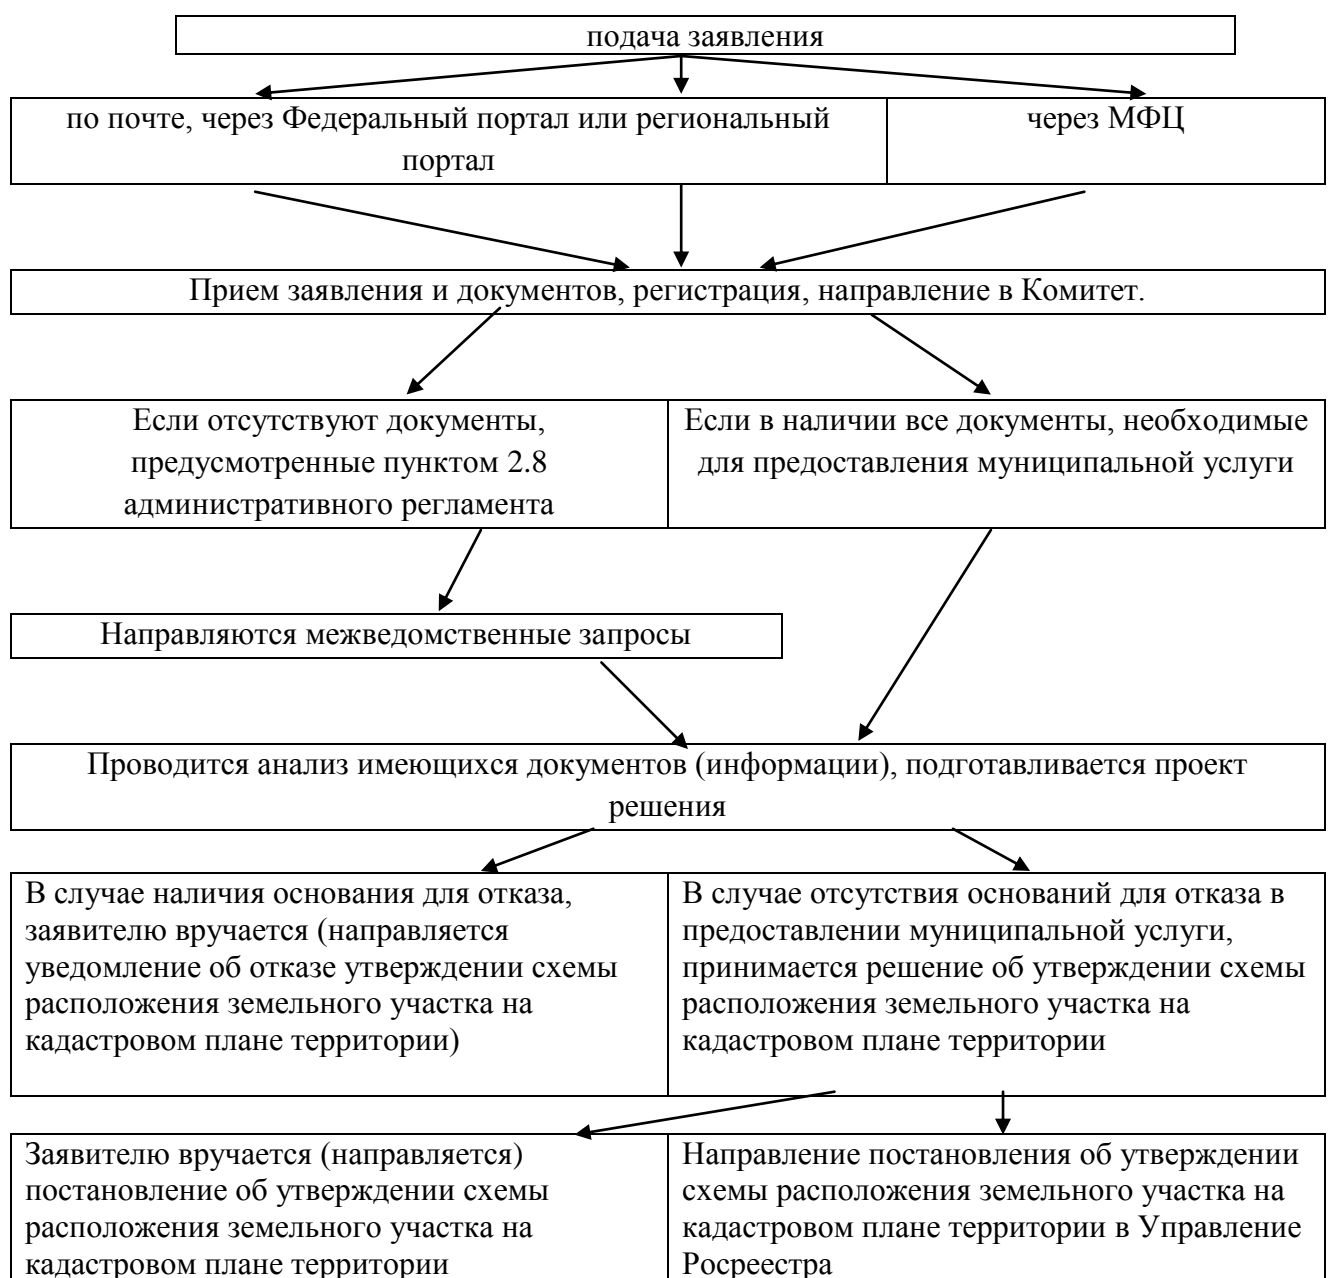 подача заявления
по почте, через Федеральный портал или региональный
портал
через МФЦ
Прием заявления и документов, регистрация, направление в Комитет.
Если отсутствуют документы,
предусмотренные пунктом 2.8
административного регламента
Если в наличии все документы, необходимые
для предоставления муниципальной услуги
Направляются межведомственные запросы
Проводится анализ имеющихся документов (информации), подготавливается проект
решения
В случае наличия основания для отказа,
заявителю вручается (направляется
уведомление об отказе утверждении схемы
расположения земельного участка на
кадастровом плане территории)
В случае отсутствия оснований для отказа в
предоставлении муниципальной услуги,
принимается решение об утверждении схемы
расположения земельного участка на
кадастровом плане территории
Заявителю вручается (направляется)
постановление об утверждении схемы
расположения земельного участка на
кадастровом плане территории
Направление постановления об утверждении
схемы расположения земельного участка на
кадастровом плане территории в Управление
Росреестра